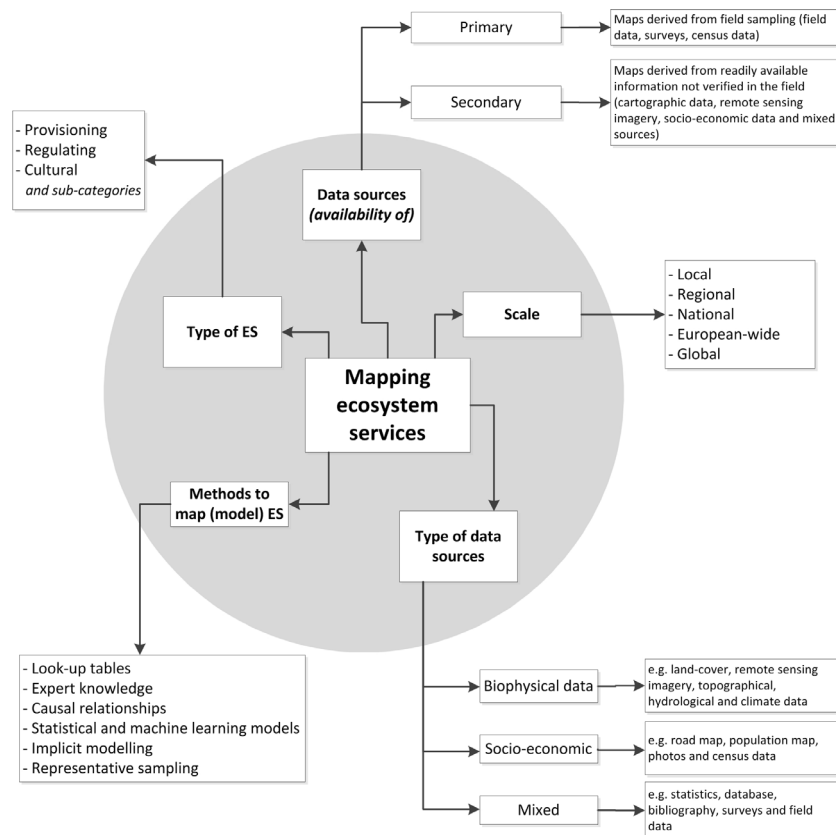 Primary
Maps derived from field sampling (field
data, surveys, census data)
Secondary
Maps derived from readily available
information not verified in the field
(cartographic data, remote sensing
imagery, socio-economic data and mixed
sources)
- Provisioning
- Regulating
- Cultural
and sub-categories
Data sources
(availability of)
Type of ES
Scale
- Local
- Regional
- National
- European-wide
- Global
Mapping
ecosystem
services
Methods to
map (model) ES
Type of data
sources
- Look-up tables
- Expert knowledge
- Causal relationships
- Statistical and machine learning models
- Implicit modelling
- Representative sampling
Biophysical data
e.g. land-cover, remote sensing
imagery, topographical,
hydrological and climate data
Socio-economic
e.g. road map, population map,
photos and census data
Mixed
e.g. statistics, database,
bibliography, surveys and field
data